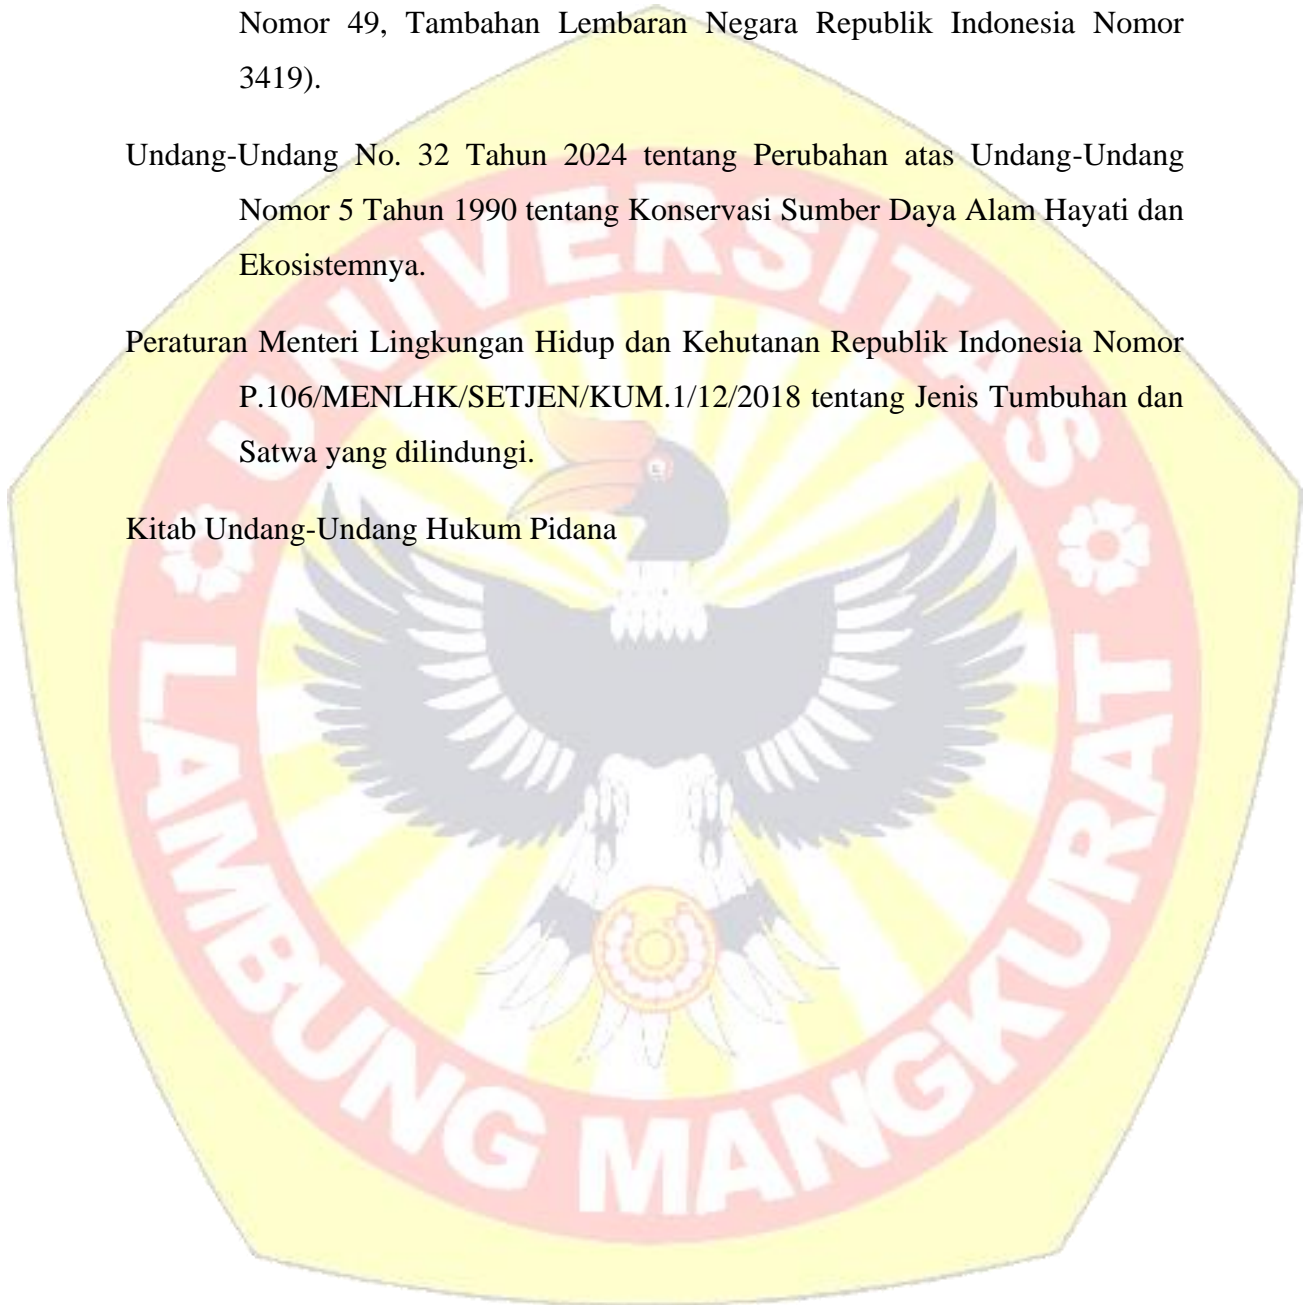 Nomor 49, Tambahan Lembaran Negara Republik Indonesia Nomor
3419).
Undang-Undang No. 32 Tahun 2024 tentang Perubahan atas Undang-Undang
Nomor 5 Tahun 1990 tentang Konservasi Sumber Daya Alam Hayati dan
Ekosistemnya.
Peraturan Menteri Lingkungan Hidup dan Kehutanan Republik Indonesia Nomor
P.106/MENLHK/SETJEN/KUM.1/12/2018 tentang Jenis Tumbuhan dan
Satwa yang dilindungi.
Kitab Undang-Undang Hukum Pidana
UNIVERSITAS
LAMBUNG MANGKURAT